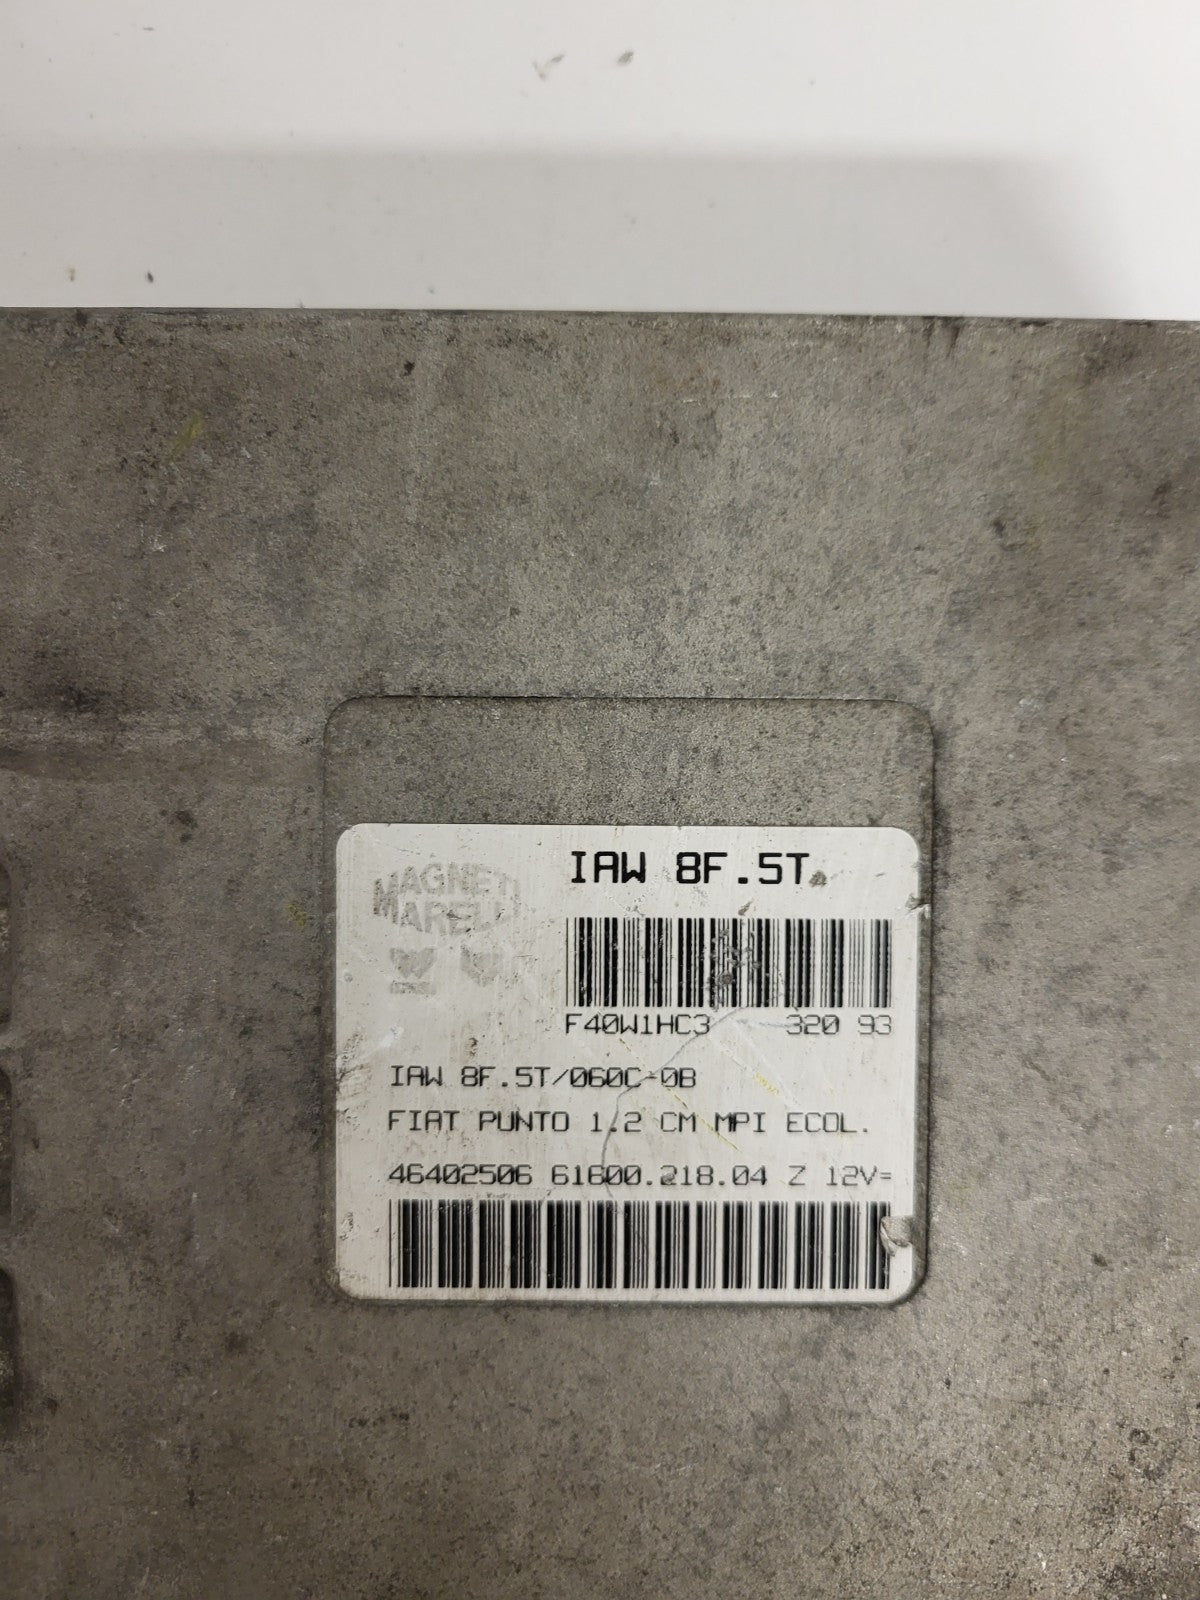 IAW 8F.5T
MAGNETI
MARELLI
F40W1HC3 320 93
IAW 8F.5T/060C-0B
FIAT PUNTO 1.2 CM MPI ECOL.
46402506 61600.218.04 Z 12V=